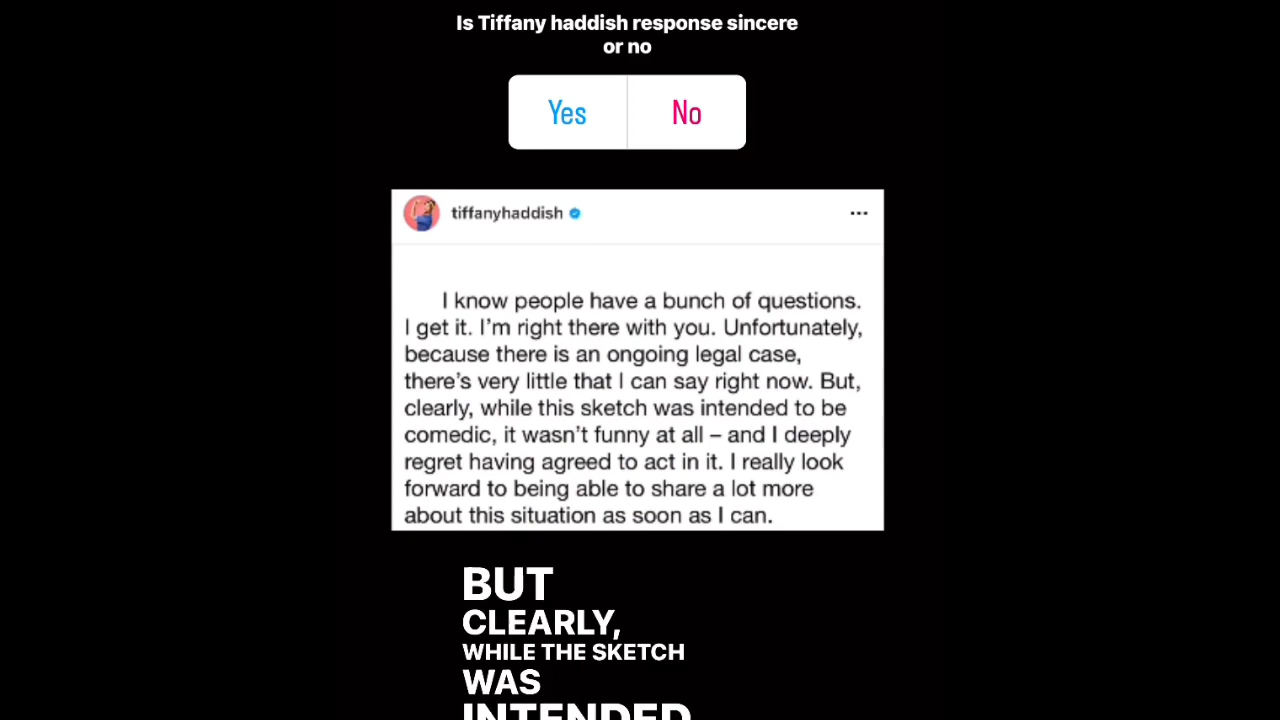 Is Tiffany haddish response sincere
or no
Yes No
tiffanyhaddish
I know people have a bunch of questions.
I get it. I'm right there with you. Unfortunately,
because there is an ongoing legal case,
there's very little that I can say right now. But,
clearly, while this sketch was intended to be
comedic, it wasn't funny at all – and I deeply
regret having agreed to act in it. I really look
forward to being able to share a lot more
about this situation as soon as I can.
BUT
CLEARLY,
WHILE THE SKETCH
WAS
INTENDED